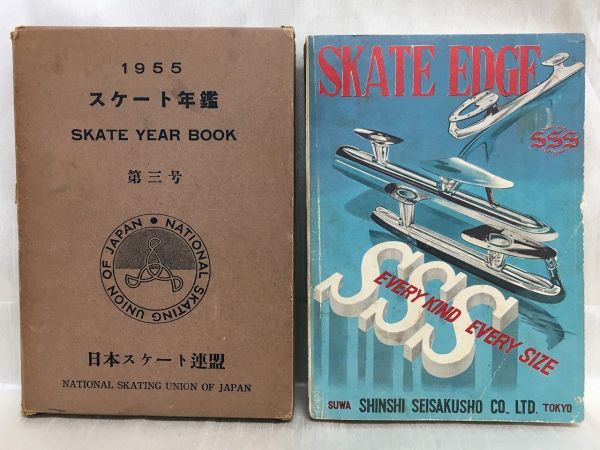 1955
スケート年鑑
SKATE YEAR BOOK
第三号
NATIONAL SKATING UNION OF JAPAN
日本スケート連盟
NATIONAL SKATING UNION OF JAPAN
SKATE EDGE
SSS
SSS
EVERY KIND EVERY SIZE
SUWA SHINSHI SEISAKUSHO CO., LTD. TOKYO